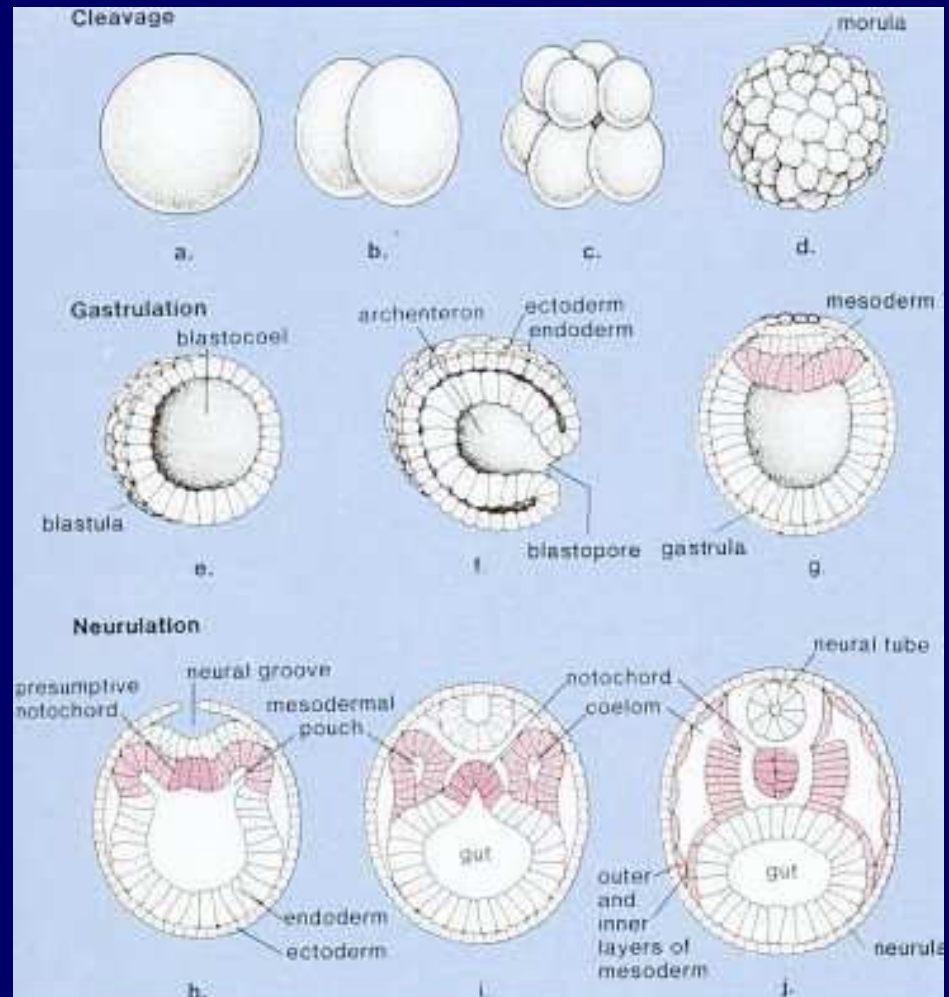 Cleavage
morula
a.
b.
c.
d.
Gastrulation
blastocoel
archenteron
ectoderm
endoderm
mesoderm
blastula
blastopore
gastrula
e.
f.
g.
Neurulation
neural groove
presumptive
notochord
mesodermal
pouch
notochord
coelom
neural tube
gut
gut
endoderm
ectoderm
outer
and
inner
layers of
mesoderm
neurula
h.
i.
j.